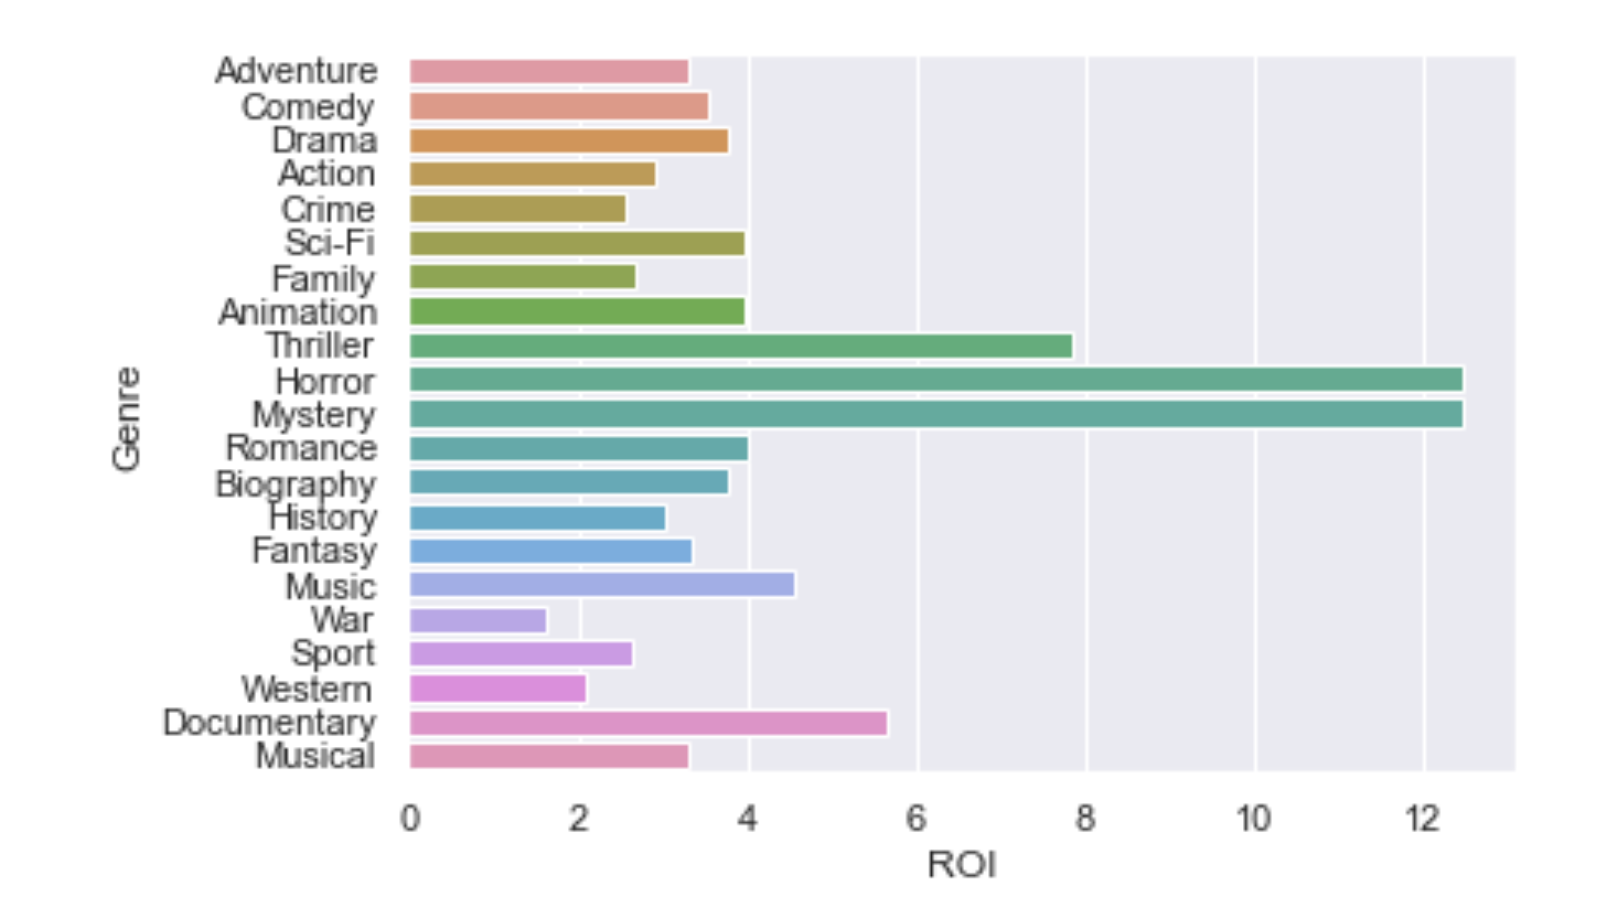 Genre
Adventure
Comedy
Drama
Action
Crime
Sci-Fi
Family
Animation
Thriller
Horror
Mystery
Romance
Biography
History
Fantasy
Music
War
Sport
Western
Documentary
Musical
0 2 4 6 8 10 12
ROI